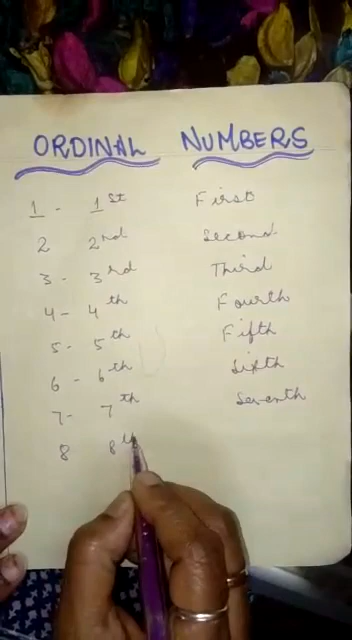 ORDINAL NUMBERS
1 - 1st First
2 2nd Second
3 - 3rd Third
4 - 4th Fourth
5 - 5th Fifth
6 - 6th Sixth
7 - 7th Seventh
8 8th